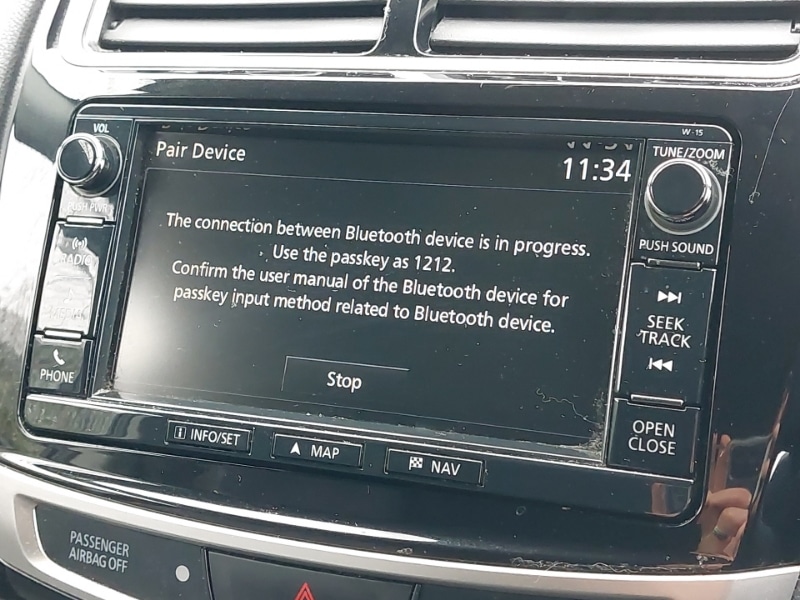 VOL
W-15
Pair Device
11:34
TUNE/ZOOM
PUSH PWR
PUSH SOUND
RADIO
The connection between Bluetooth device is in progress.
Use the passkey as 1212.
Confirm the user manual of the Bluetooth device for
passkey input method related to Bluetooth device.
SEEK
TRACK
PHONE
Stop
OPEN
CLOSE
INFO/SET
MAP
NAV
PASSENGER
AIRBAG OFF